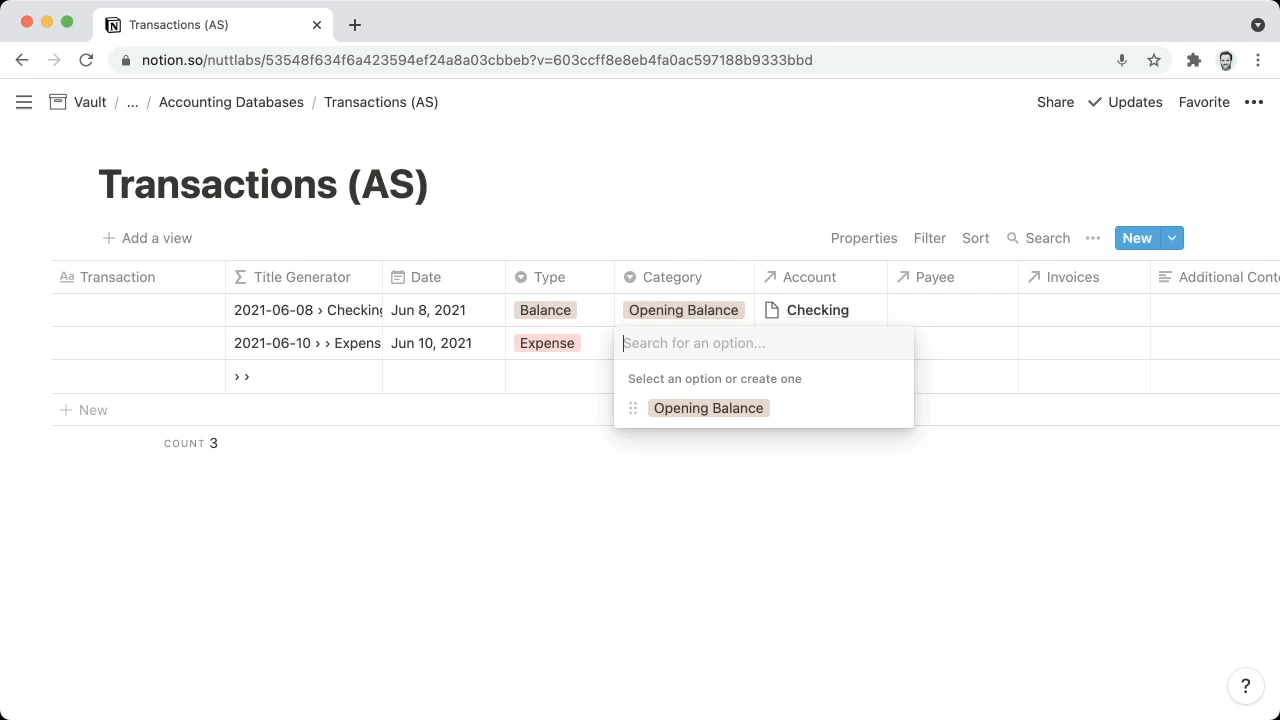 Transactions (AS)
notion.so/nuttlabs/53548f634f6a423594ef24a8a03cbbeb?v=603ccff8e8eb4fa0ac597188b9333bbd
Vault / ... / Accounting Databases / Transactions (AS)
Share Updates Favorite •••
Transactions (AS)
Add a view
Properties Filter Sort Search ••• New
Aa Transaction Title Generator Date Type Category Account Payee Invoices Additional Conte
2021-06-08 › Checking Jun 8, 2021 Balance Opening Balance Checking
2021-06-10 › › Expens Jun 10, 2021 Expense Search for an option...
› › Select an option or create one
Opening Balance
+ New
COUNT 3
?